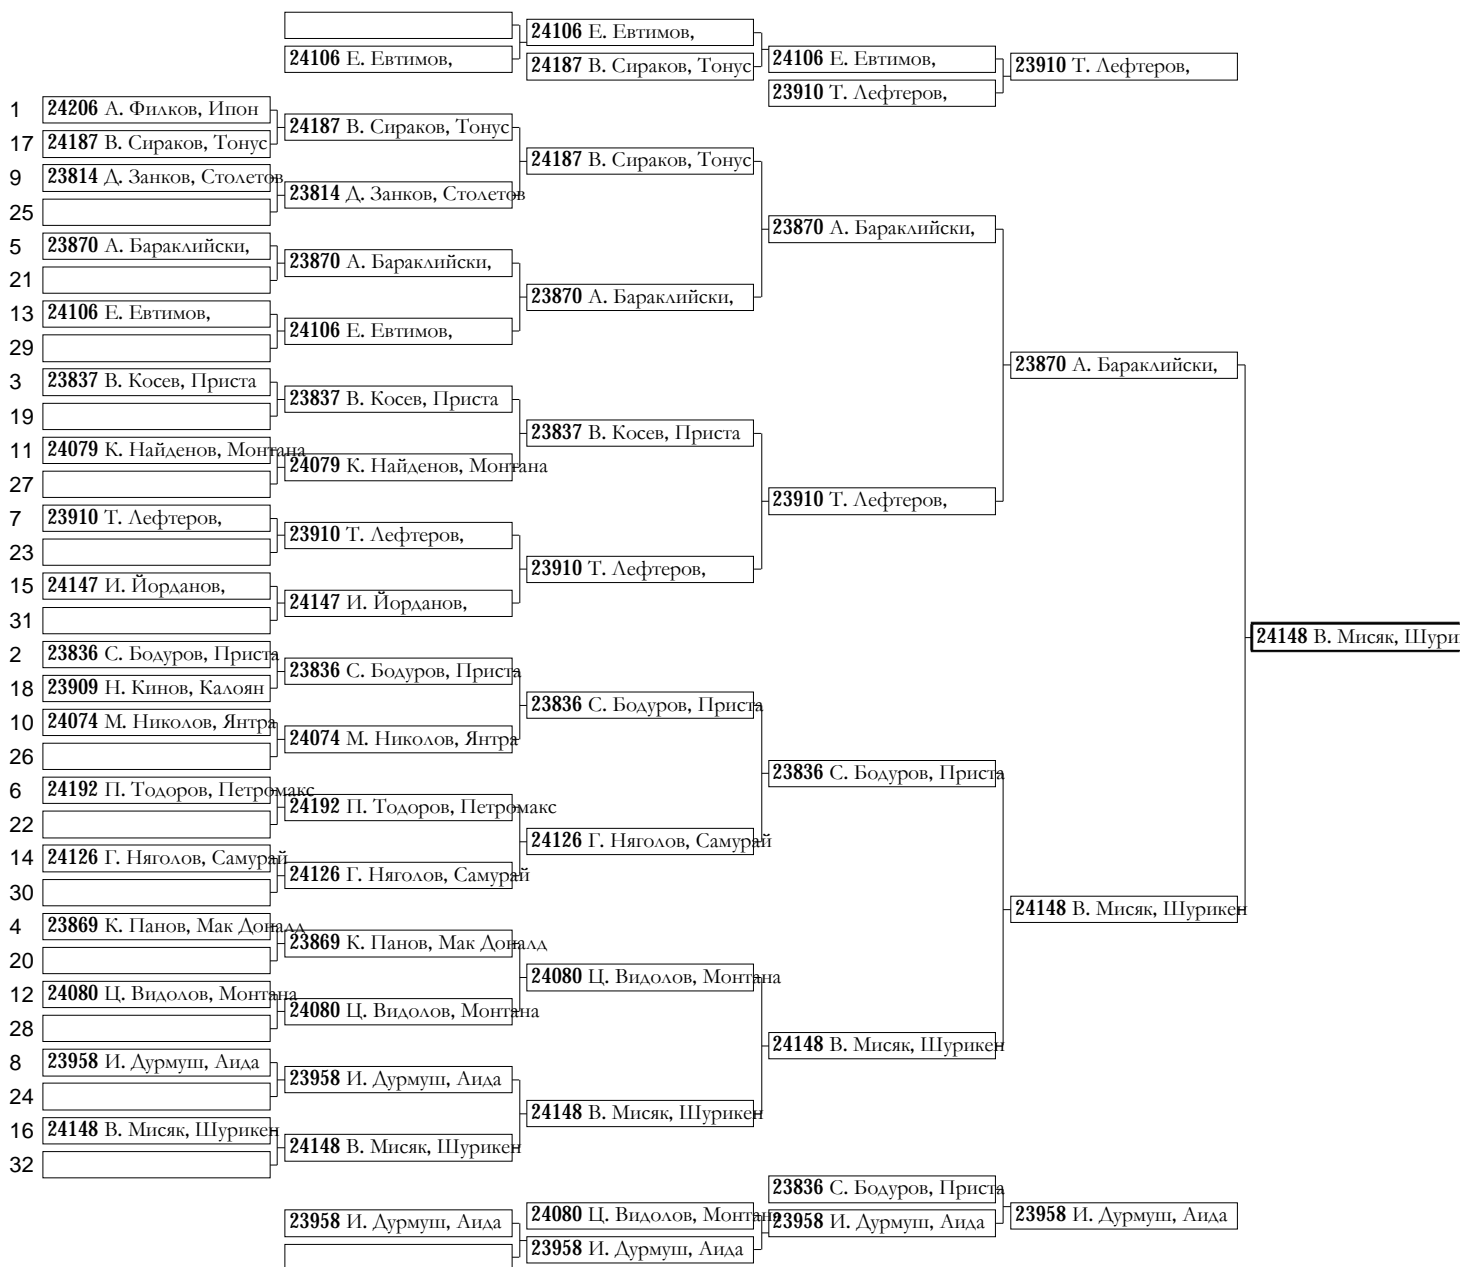 24106 Е. Евтимов,
24106 Е. Евтимов,
24187 В. Сираков, Тонус
24106 Е. Евтимов,
23910 Т. Лефтеров,
23910 Т. Лефтеров,
1 24206 А. Филков, Ипон
17 24187 В. Сираков, Тонус
9 23814 Д. Занков, Столетов
25
5 23870 А. Бараклийски,
21
13 24106 Е. Евтимов,
29
3 23837 В. Косев, Приста
19
11 24079 К. Найденов, Монтана
27
7 23910 Т. Лефтеров,
23
15 24147 И. Йорданов,
31
2 23836 С. Бодуров, Приста
18 23909 Н. Кинов, Калоян
10 24074 М. Николов, Янтра
26
6 24192 П. Тодоров, Петромакс
22
14 24126 Г. Няголов, Самурай
30
4 23869 К. Панов, Мак Доналд
20
12 24080 Ц. Видолов, Монтана
28
8 23958 И. Дурмуш, Аида
24
16 24148 В. Мисяк, Шурикен
32
24187 В. Сираков, Тонус
23814 Д. Занков, Столетов
23870 А. Бараклийски,
24106 Е. Евтимов,
23837 В. Косев, Приста
24079 К. Найденов, Монтана
23910 Т. Лефтеров,
24147 И. Йорданов,
23836 С. Бодуров, Приста
24074 М. Николов, Янтра
24192 П. Тодоров, Петромакс
24126 Г. Няголов, Самурай
23869 К. Панов, Мак Доналд
24080 Ц. Видолов, Монтана
23958 И. Дурмуш, Аида
24148 В. Мисяк, Шурикен
24187 В. Сираков, Тонус
23870 А. Бараклийски,
23837 В. Косев, Приста
23910 Т. Лефтеров,
23836 С. Бодуров, Приста
24126 Г. Няголов, Самурай
24080 Ц. Видолов, Монтана
24148 В. Мисяк, Шурикен
23870 А. Бараклийски,
23910 Т. Лефтеров,
23836 С. Бодуров, Приста
24148 В. Мисяк, Шурикен
23870 А. Бараклийски,
24148 В. Мисяк, Шурикен
24148 В. Мисяк, Шури
23958 И. Дурмуш, Аида
24080 Ц. Видолов, Монтана
23958 И. Дурмуш, Аида
23836 С. Бодуров, Приста
23958 И. Дурмуш, Аида
23958 И. Дурмуш, Аида